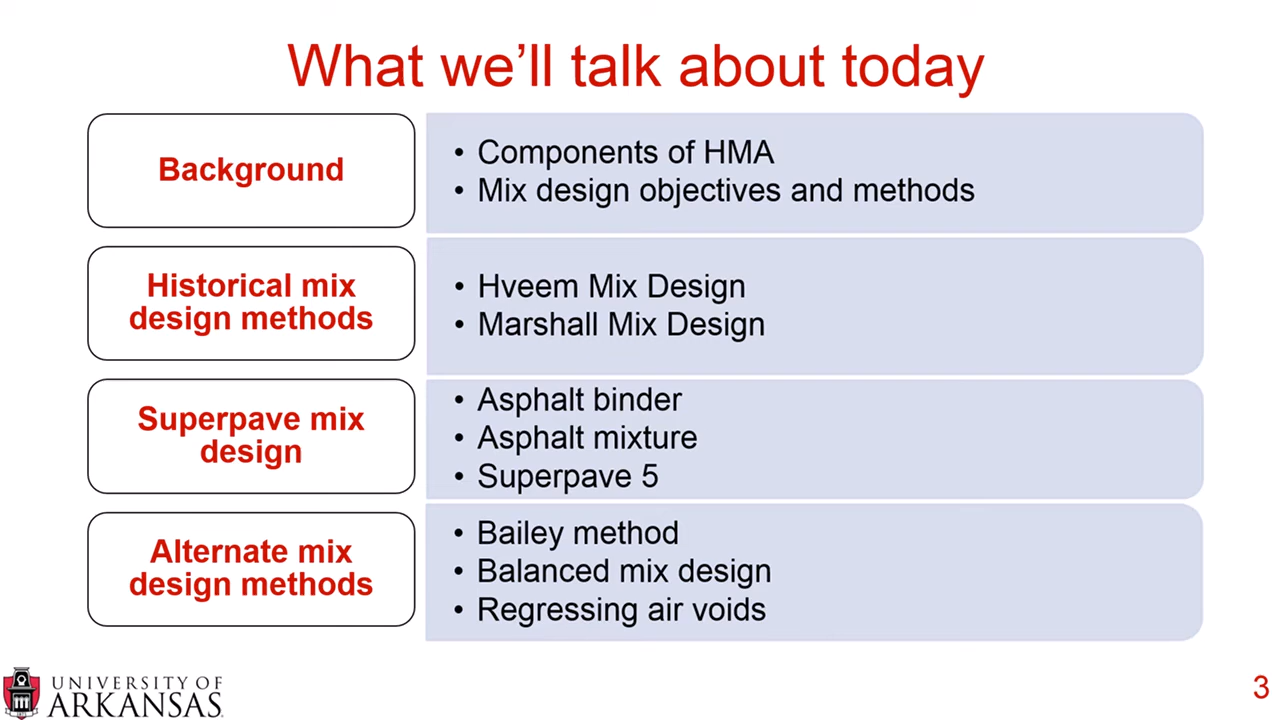 What we'll talk about today
Background
• Components of HMA
• Mix design objectives and methods
Historical mix
design methods
• Hveem Mix Design
• Marshall Mix Design
Superpave mix
design
• Asphalt binder
• Asphalt mixture
• Superpave 5
Alternate mix
design methods
• Bailey method
• Balanced mix design
• Regressing air voids
UNIVERSITY OF
ARKANSAS
3